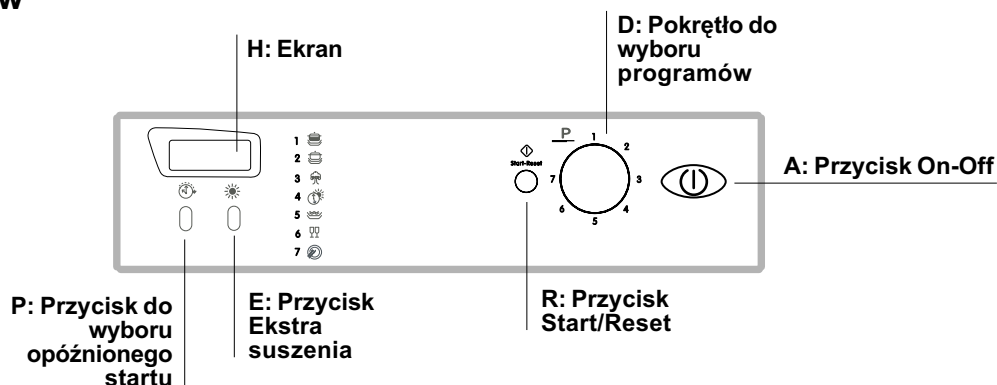 w
H: Ekran
D: Pokrętło do
wyboru
programów
A: Przycisk On-Off
1
2
3
4
5
6
7
Start-Reset
P
1
2
3
4
5
6
7
P: Przycisk do
wyboru
opóźnionego
startu
E: Przycisk
Ekstra
suszenia
R: Przycisk
Start/Reset